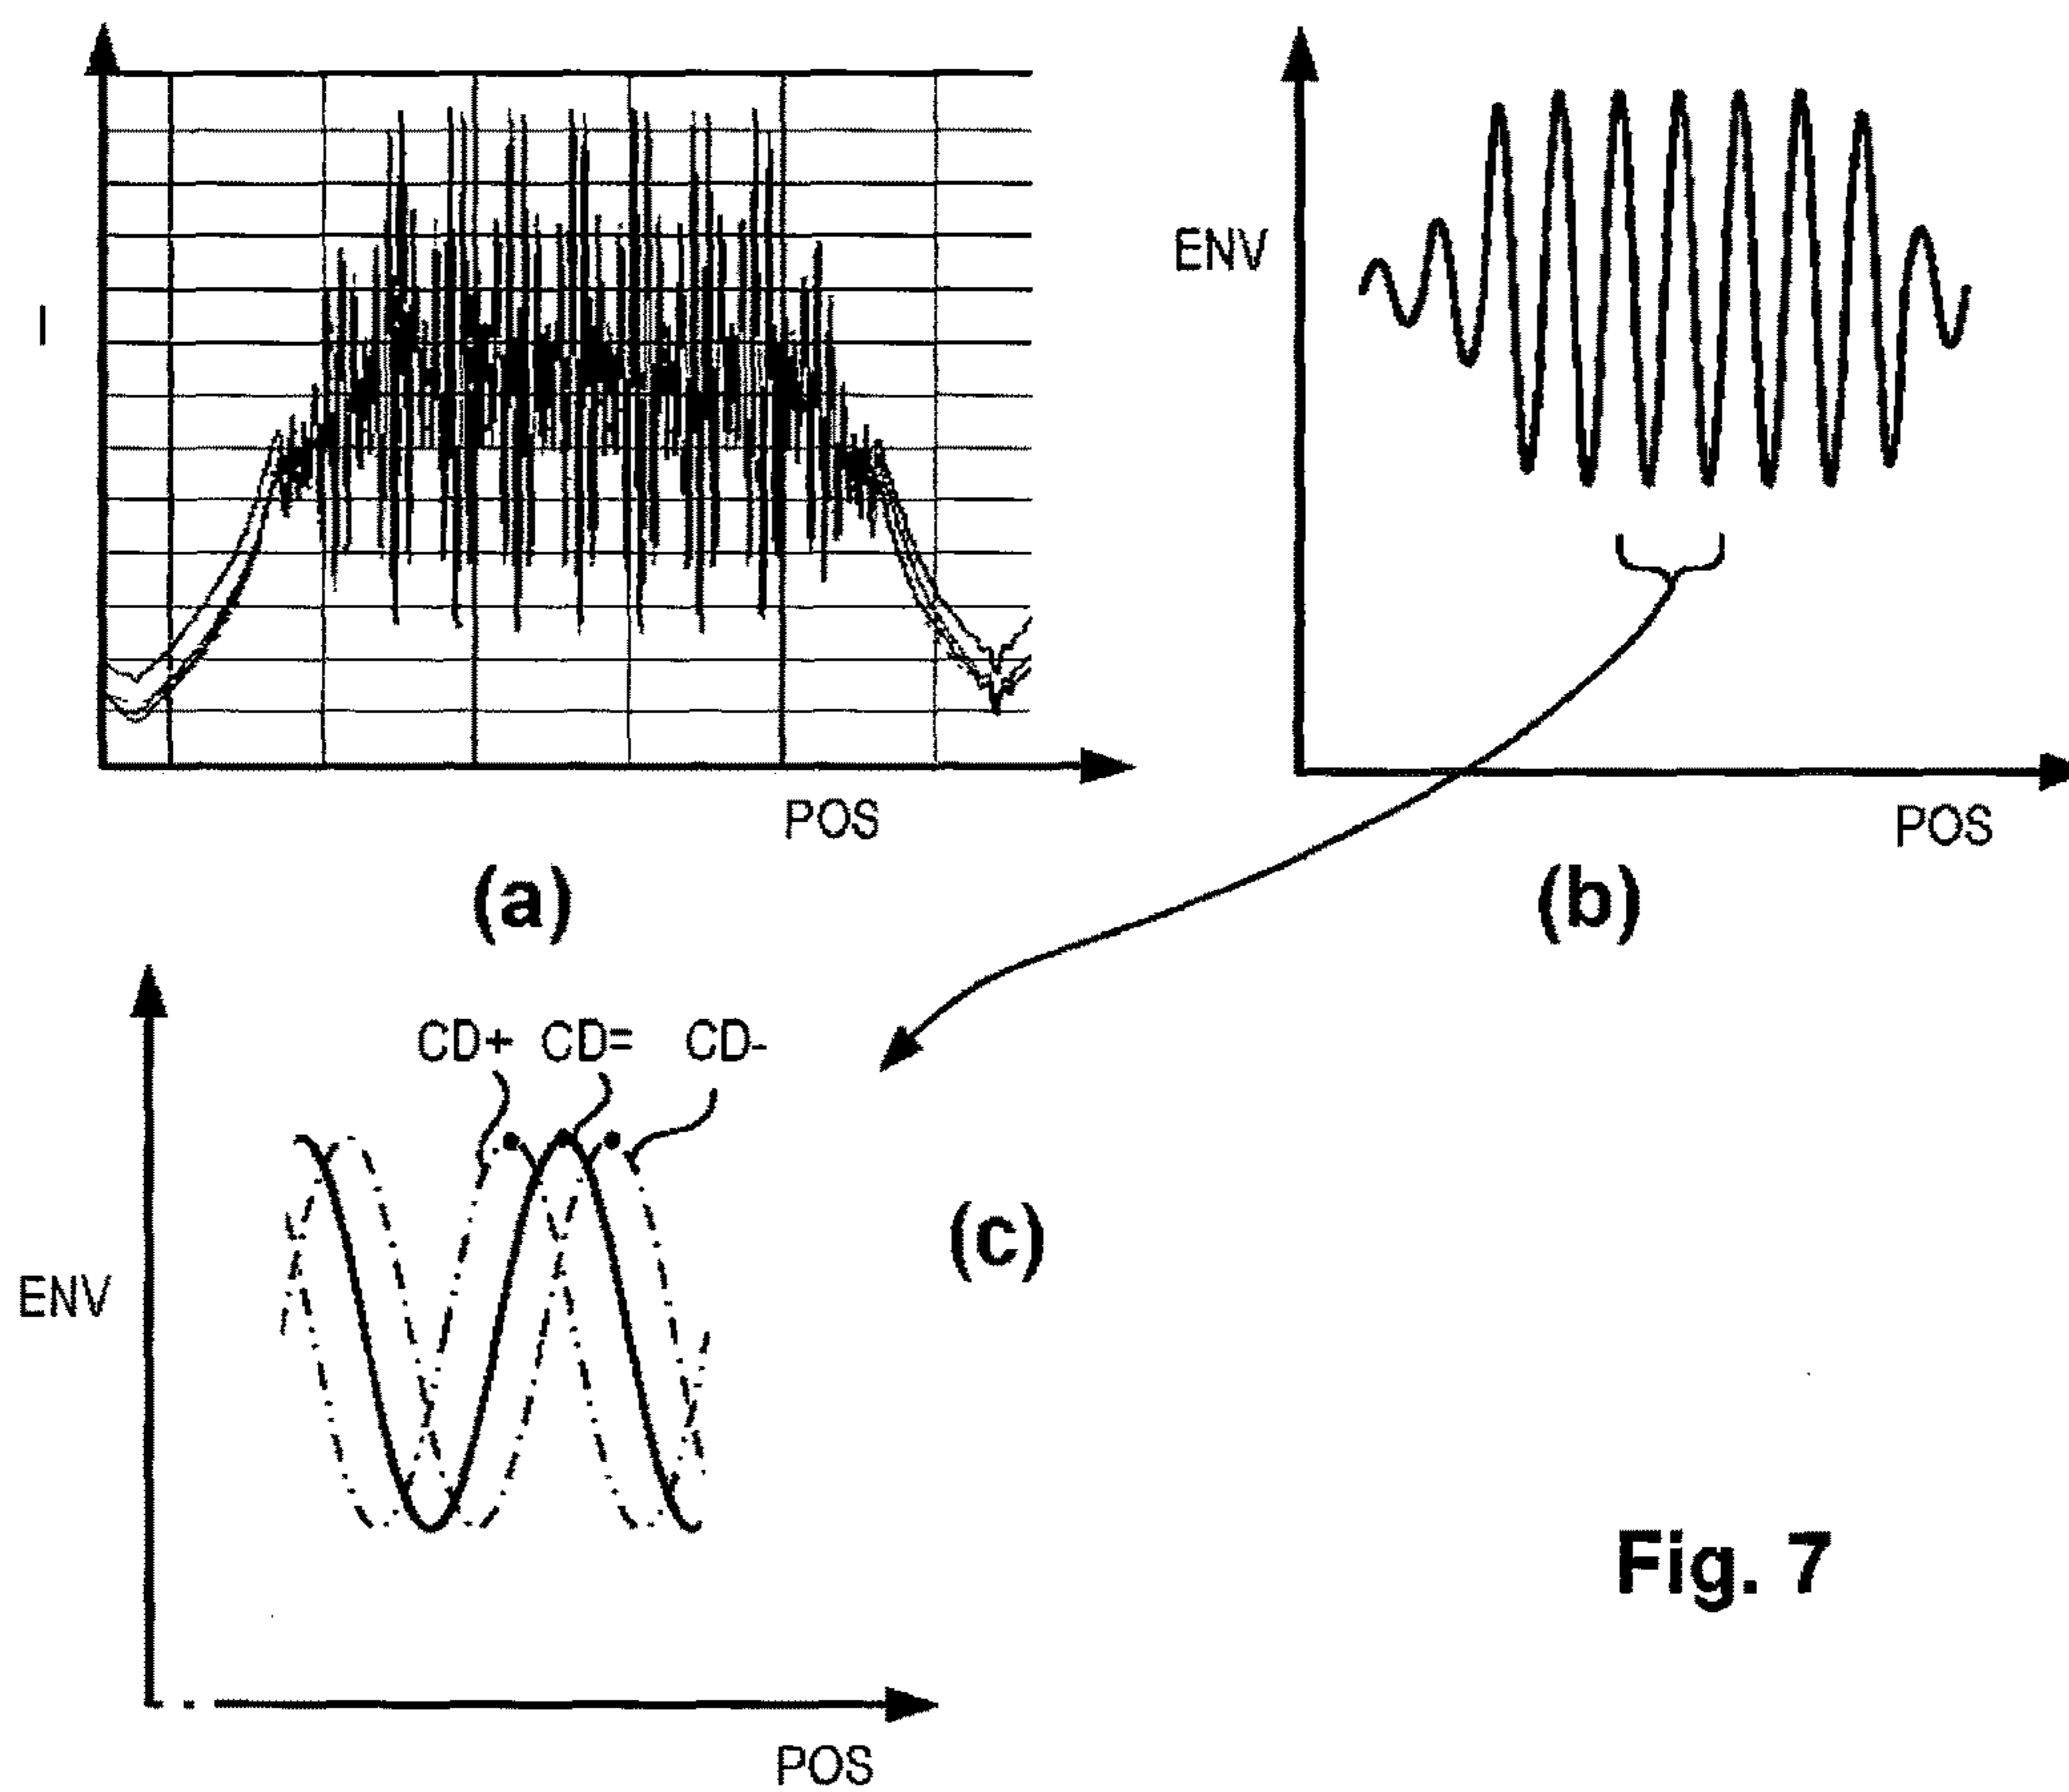 I
POS
(a)
ENV
POS
(b)
CD+ CD= CD-
ENV
POS
(c)
Fig. 7